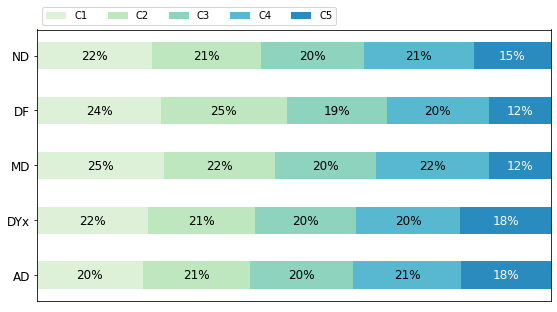 C1 C2 C3 C4 C5
ND 22% 21% 20% 21% 15%
DF 24% 25% 19% 20% 12%
MD 25% 22% 20% 22% 12%
DYx 22% 21% 20% 20% 18%
AD 20% 21% 20% 21% 18%